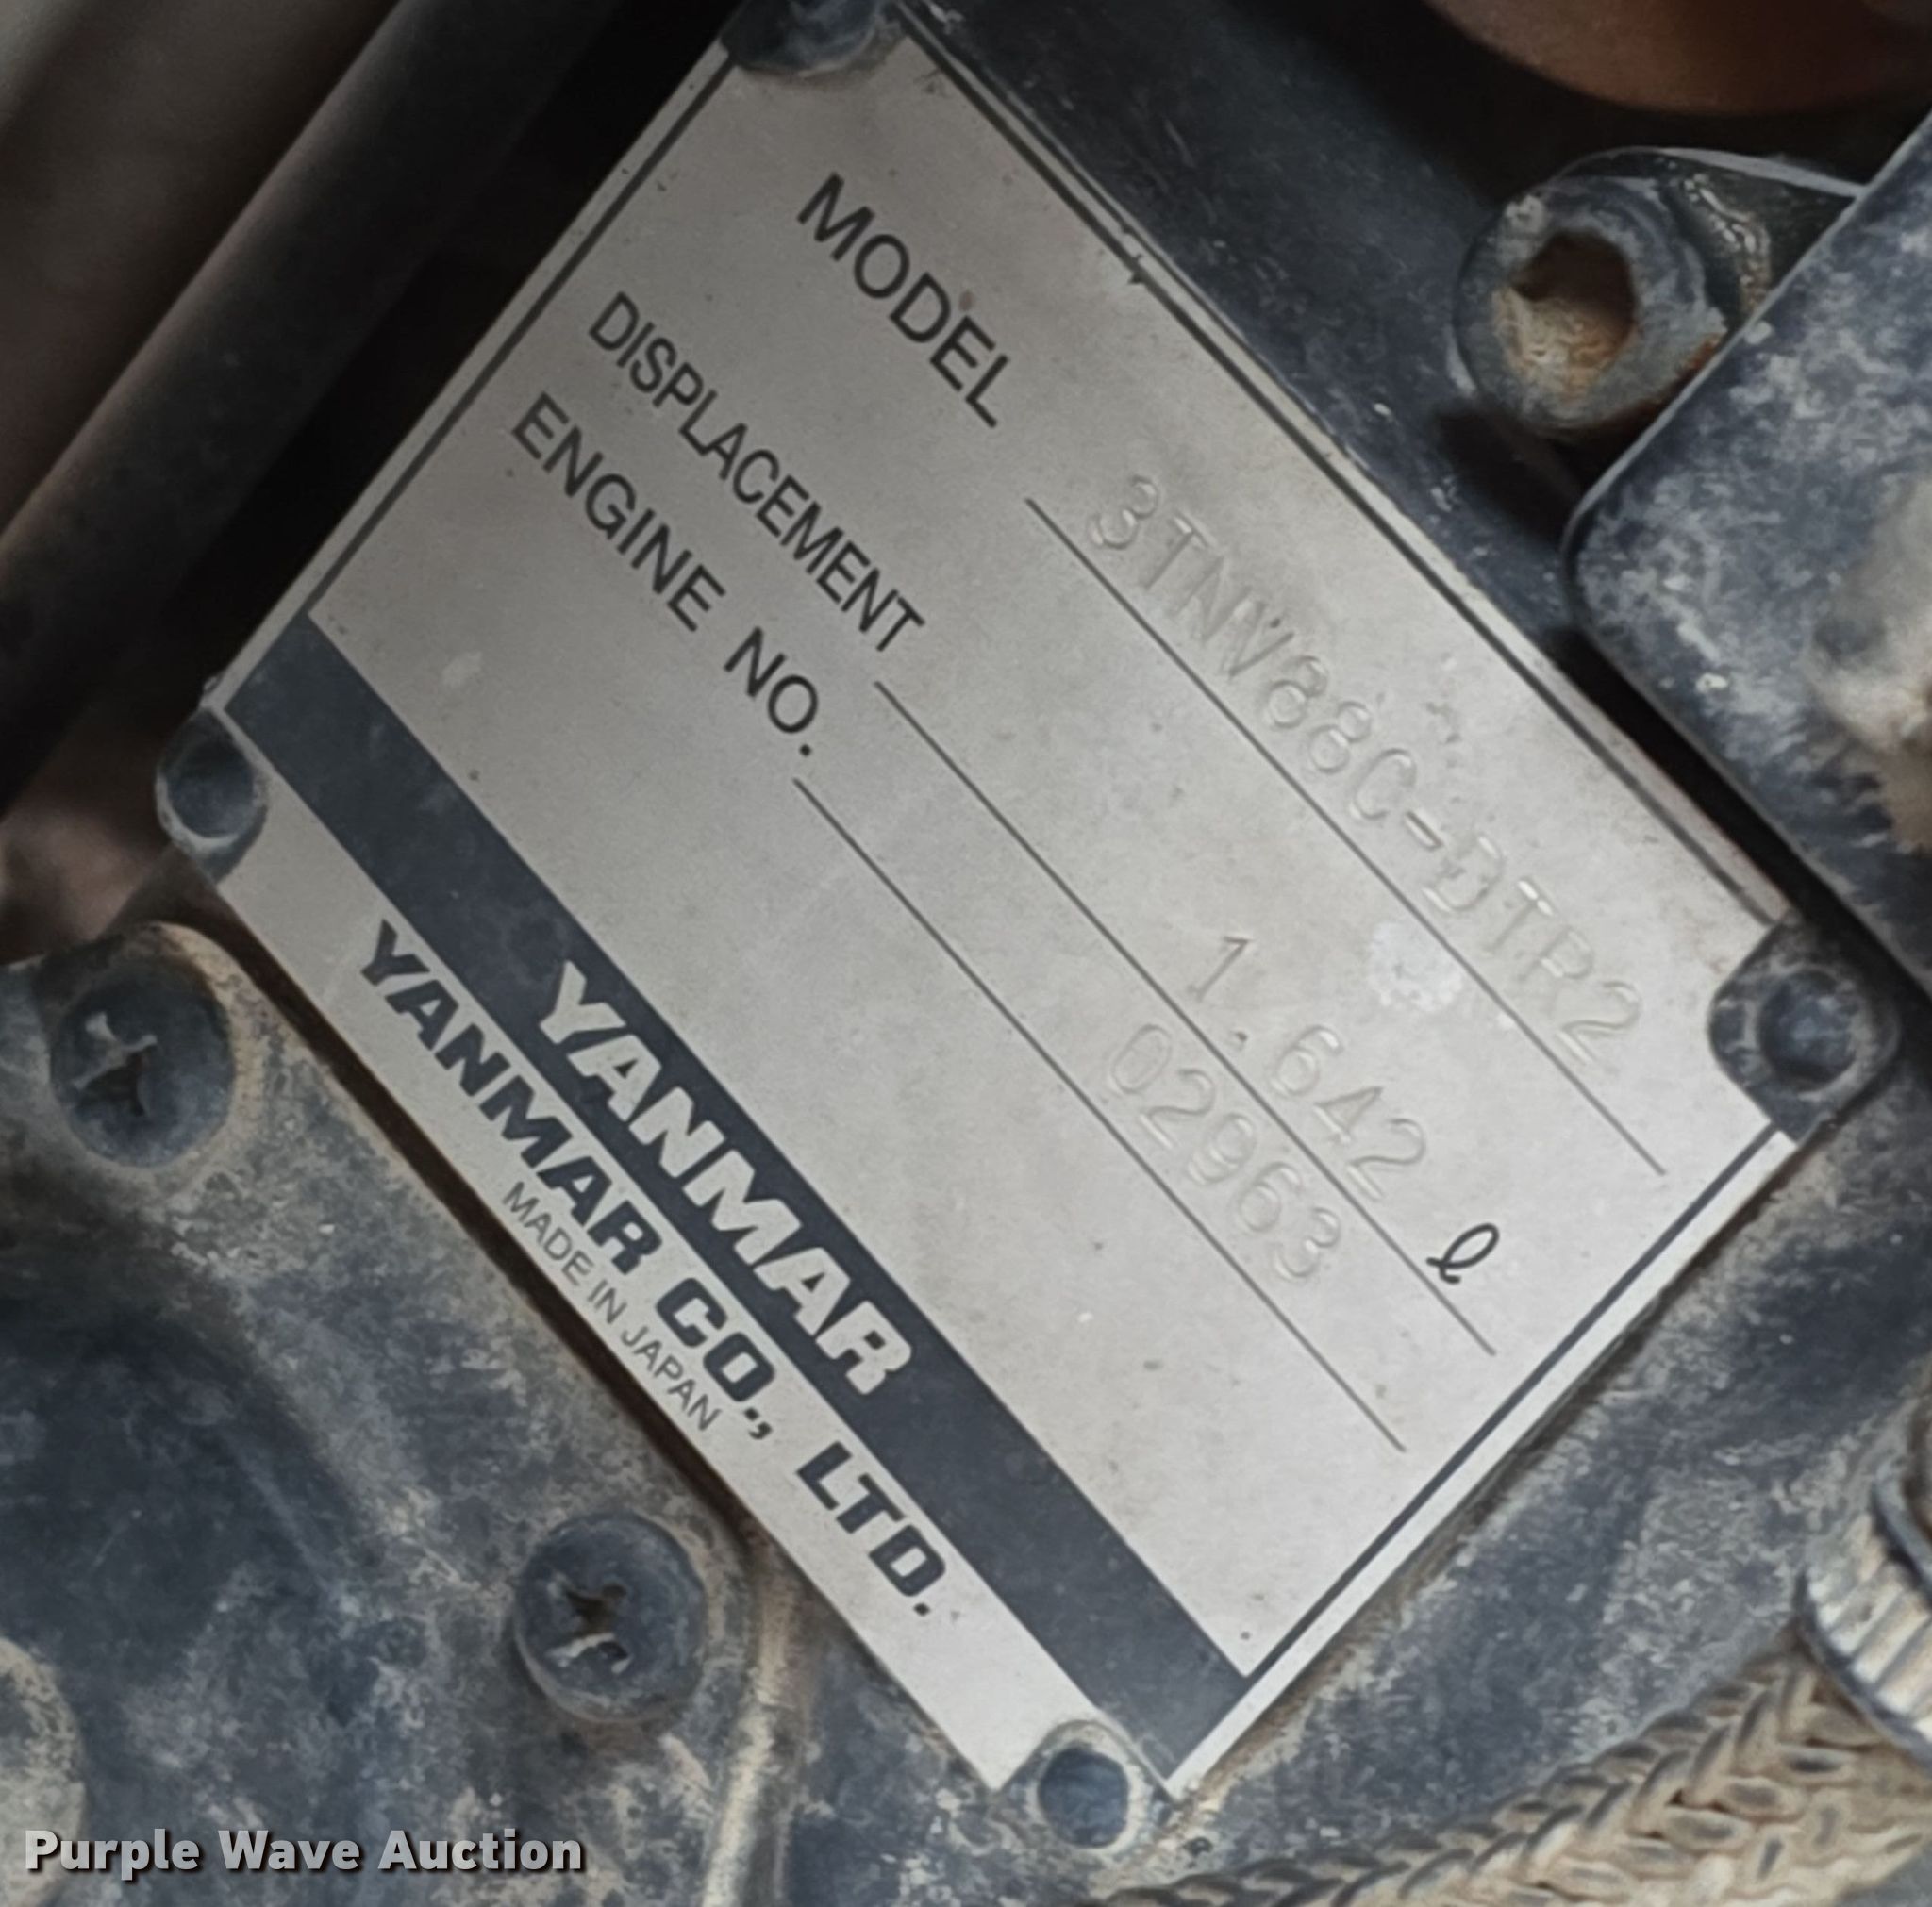 MODEL 3TNV88C-DTR2
DISPLACEMENT 1.642 ℓ
ENGINE NO. 02963
YANMAR
YANMAR CO., LTD.
MADE IN JAPAN
Purple Wave Auction